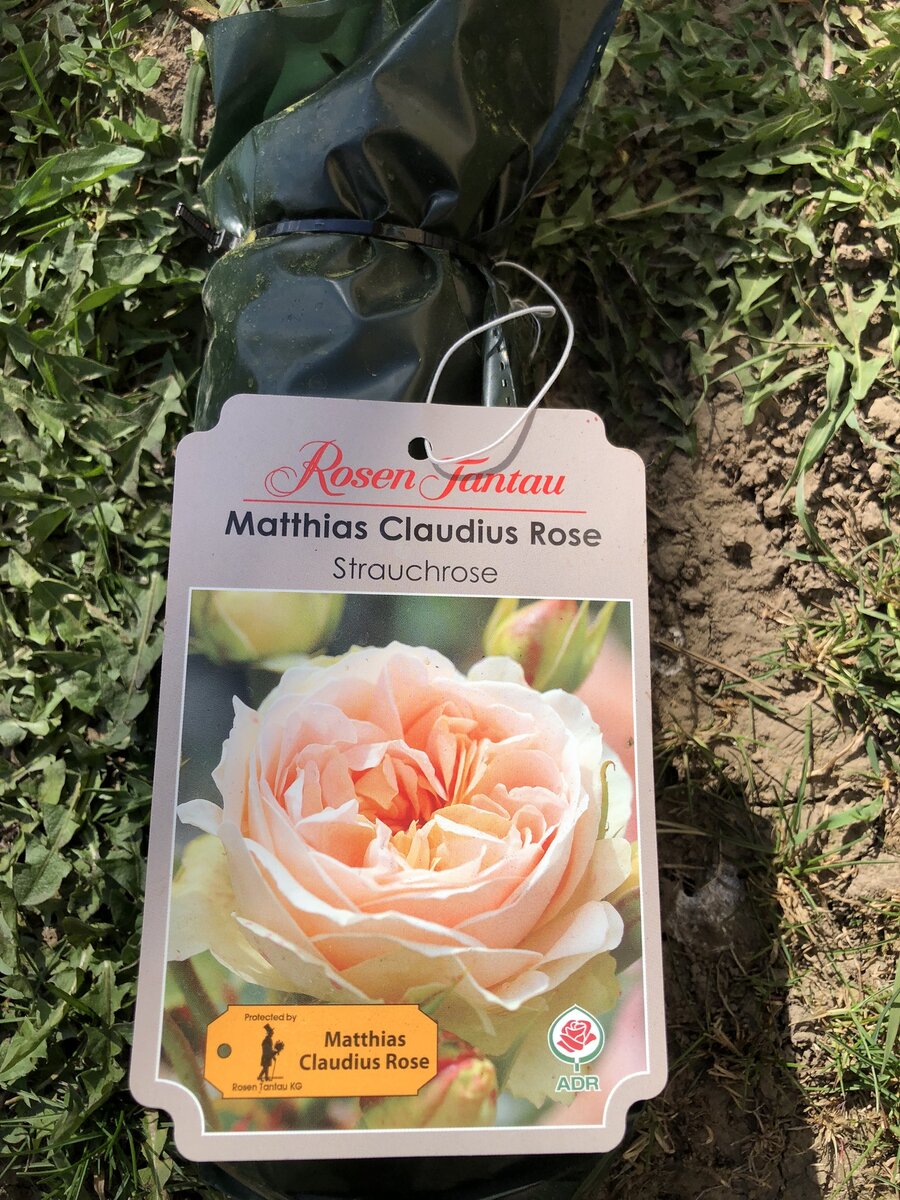 Rosen Tantau
Matthias Claudius Rose
Strauchrose
Protected by
Rosen Tantau KG
Matthias
Claudius Rose
ADR